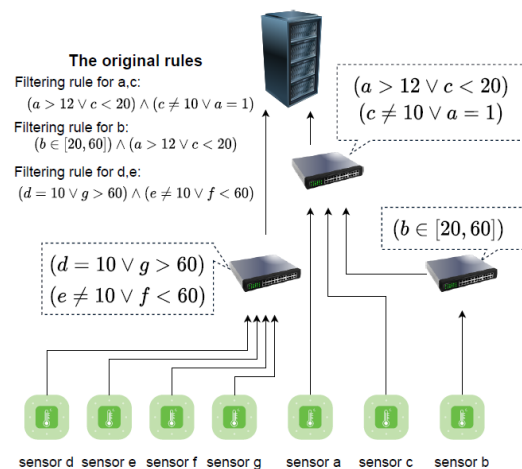 The original rules
Filtering rule for a,c:
(a > 12 ∨ c < 20) ∧ (c ≠ 10 ∨ a = 1)
Filtering rule for b:
(b ∈ [20, 60]) ∧ (a > 12 ∨ c < 20)
Filtering rule for d,e:
(d = 10 ∨ g > 60) ∧ (e ≠ 10 ∨ f < 60)
(a > 12 ∨ c < 20)
(c ≠ 10 ∨ a = 1)
(b ∈ [20, 60])
(d = 10 ∨ g > 60)
(e ≠ 10 ∨ f < 60)
sensor d sensor e sensor f sensor g sensor a sensor c sensor b